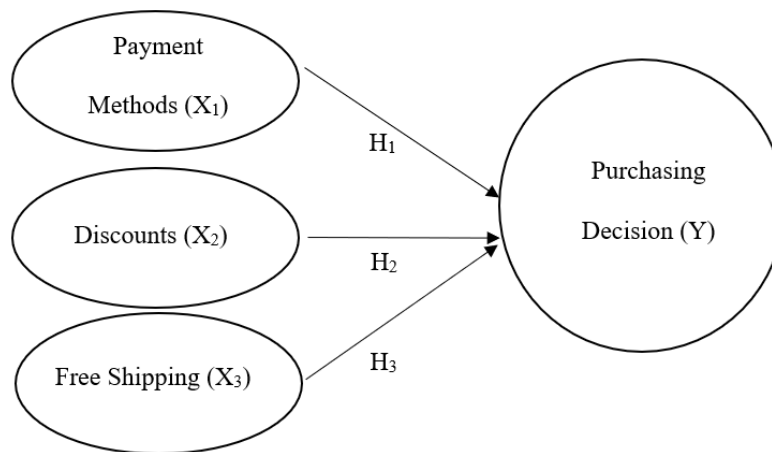 Payment
Methods (X₁)
H₁
Discounts (X₂)
H₂
Free Shipping (X₃)
H₃
Purchasing
Decision (Y)